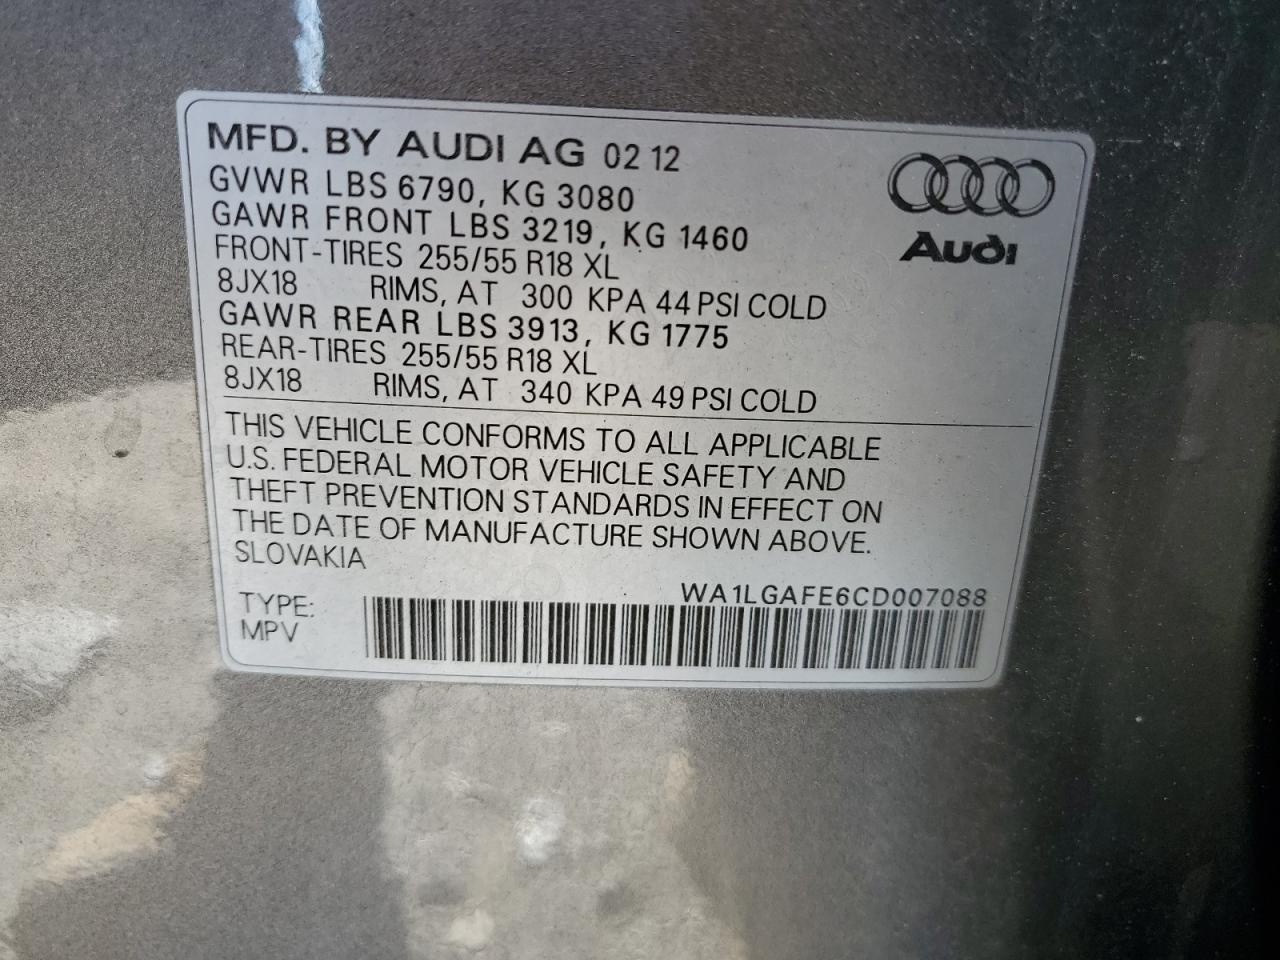 MFD. BY AUDI AG 02 12
GVWR LBS 6790, KG 3080
GAWR FRONT LBS 3219, KG 1460
FRONT-TIRES 255/55 R18 XL
8JX18 RIMS, AT 300 KPA 44 PSI COLD
GAWR REAR LBS 3913, KG 1775
REAR-TIRES 255/55 R18 XL
8JX18 RIMS, AT 340 KPA 49 PSI COLD
Audi
THIS VEHICLE CONFORMS TO ALL APPLICABLE
U.S. FEDERAL MOTOR VEHICLE SAFETY AND
THEFT PREVENTION STANDARDS IN EFFECT ON
THE DATE OF MANUFACTURE SHOWN ABOVE.
SLOVAKIA
WA1LGAFE6CD007088
TYPE:
MPV